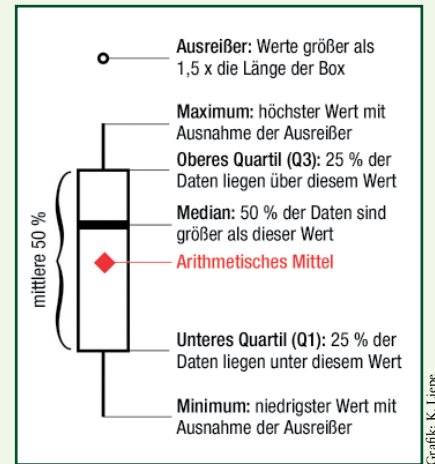 Ausreißer: Werte größer als
1,5 x die Länge der Box
Maximum: höchster Wert mit
Ausnahme der Ausreißer
Oberes Quartil (Q3): 25 % der
Daten liegen über diesem Wert
Median: 50 % der Daten sind
größer als dieser Wert
Arithmetisches Mittel
mittlere 50 %
Unteres Quartil (Q1): 25 % der
Daten liegen unter diesem Wert
Minimum: niedrigster Wert mit
Ausnahme der Ausreißer
Grafik: K. Liepe